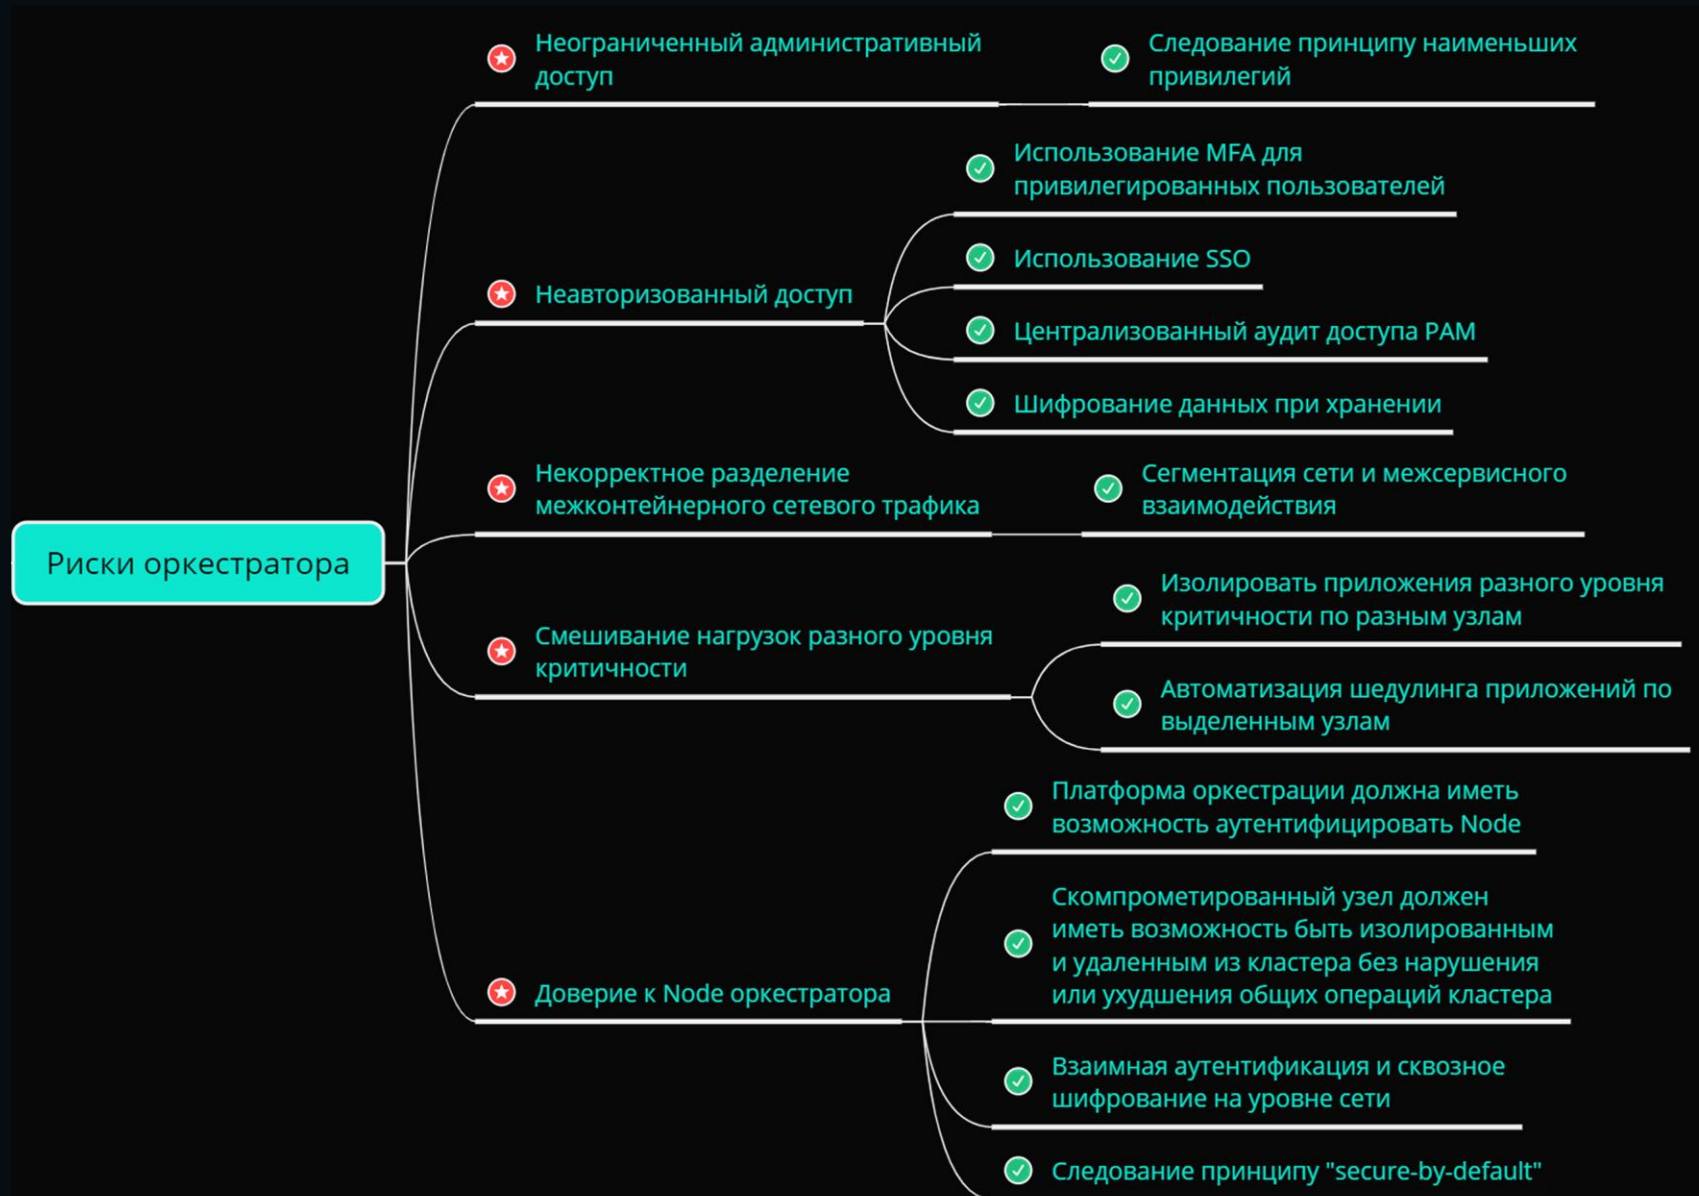 Риски оркестратора
Неограниченный административный
доступ
Следование принципу наименьших
привилегий
Неавторизованный доступ
Использование MFA для
привилегированных пользователей
Использование SSO
Централизованный аудит доступа PAM
Шифрование данных при хранении
Некорректное разделение
межконтейнерного сетевого трафика
Сегментация сети и межсервисного
взаимодействия
Смешивание нагрузок разного уровня
критичности
Изолировать приложения разного уровня
критичности по разным узлам
Автоматизация шедулинга приложений по
выделенным узлам
Доверие к Node оркестратора
Платформа оркестрации должна иметь
возможность аутентифицировать Node
Скомпрометированный узел должен
иметь возможность быть изолированным
и удаленным из кластера без нарушения
или ухудшения общих операций кластера
Взаимная аутентификация и сквозное
шифрование на уровне сети
Следование принципу "secure-by-default"